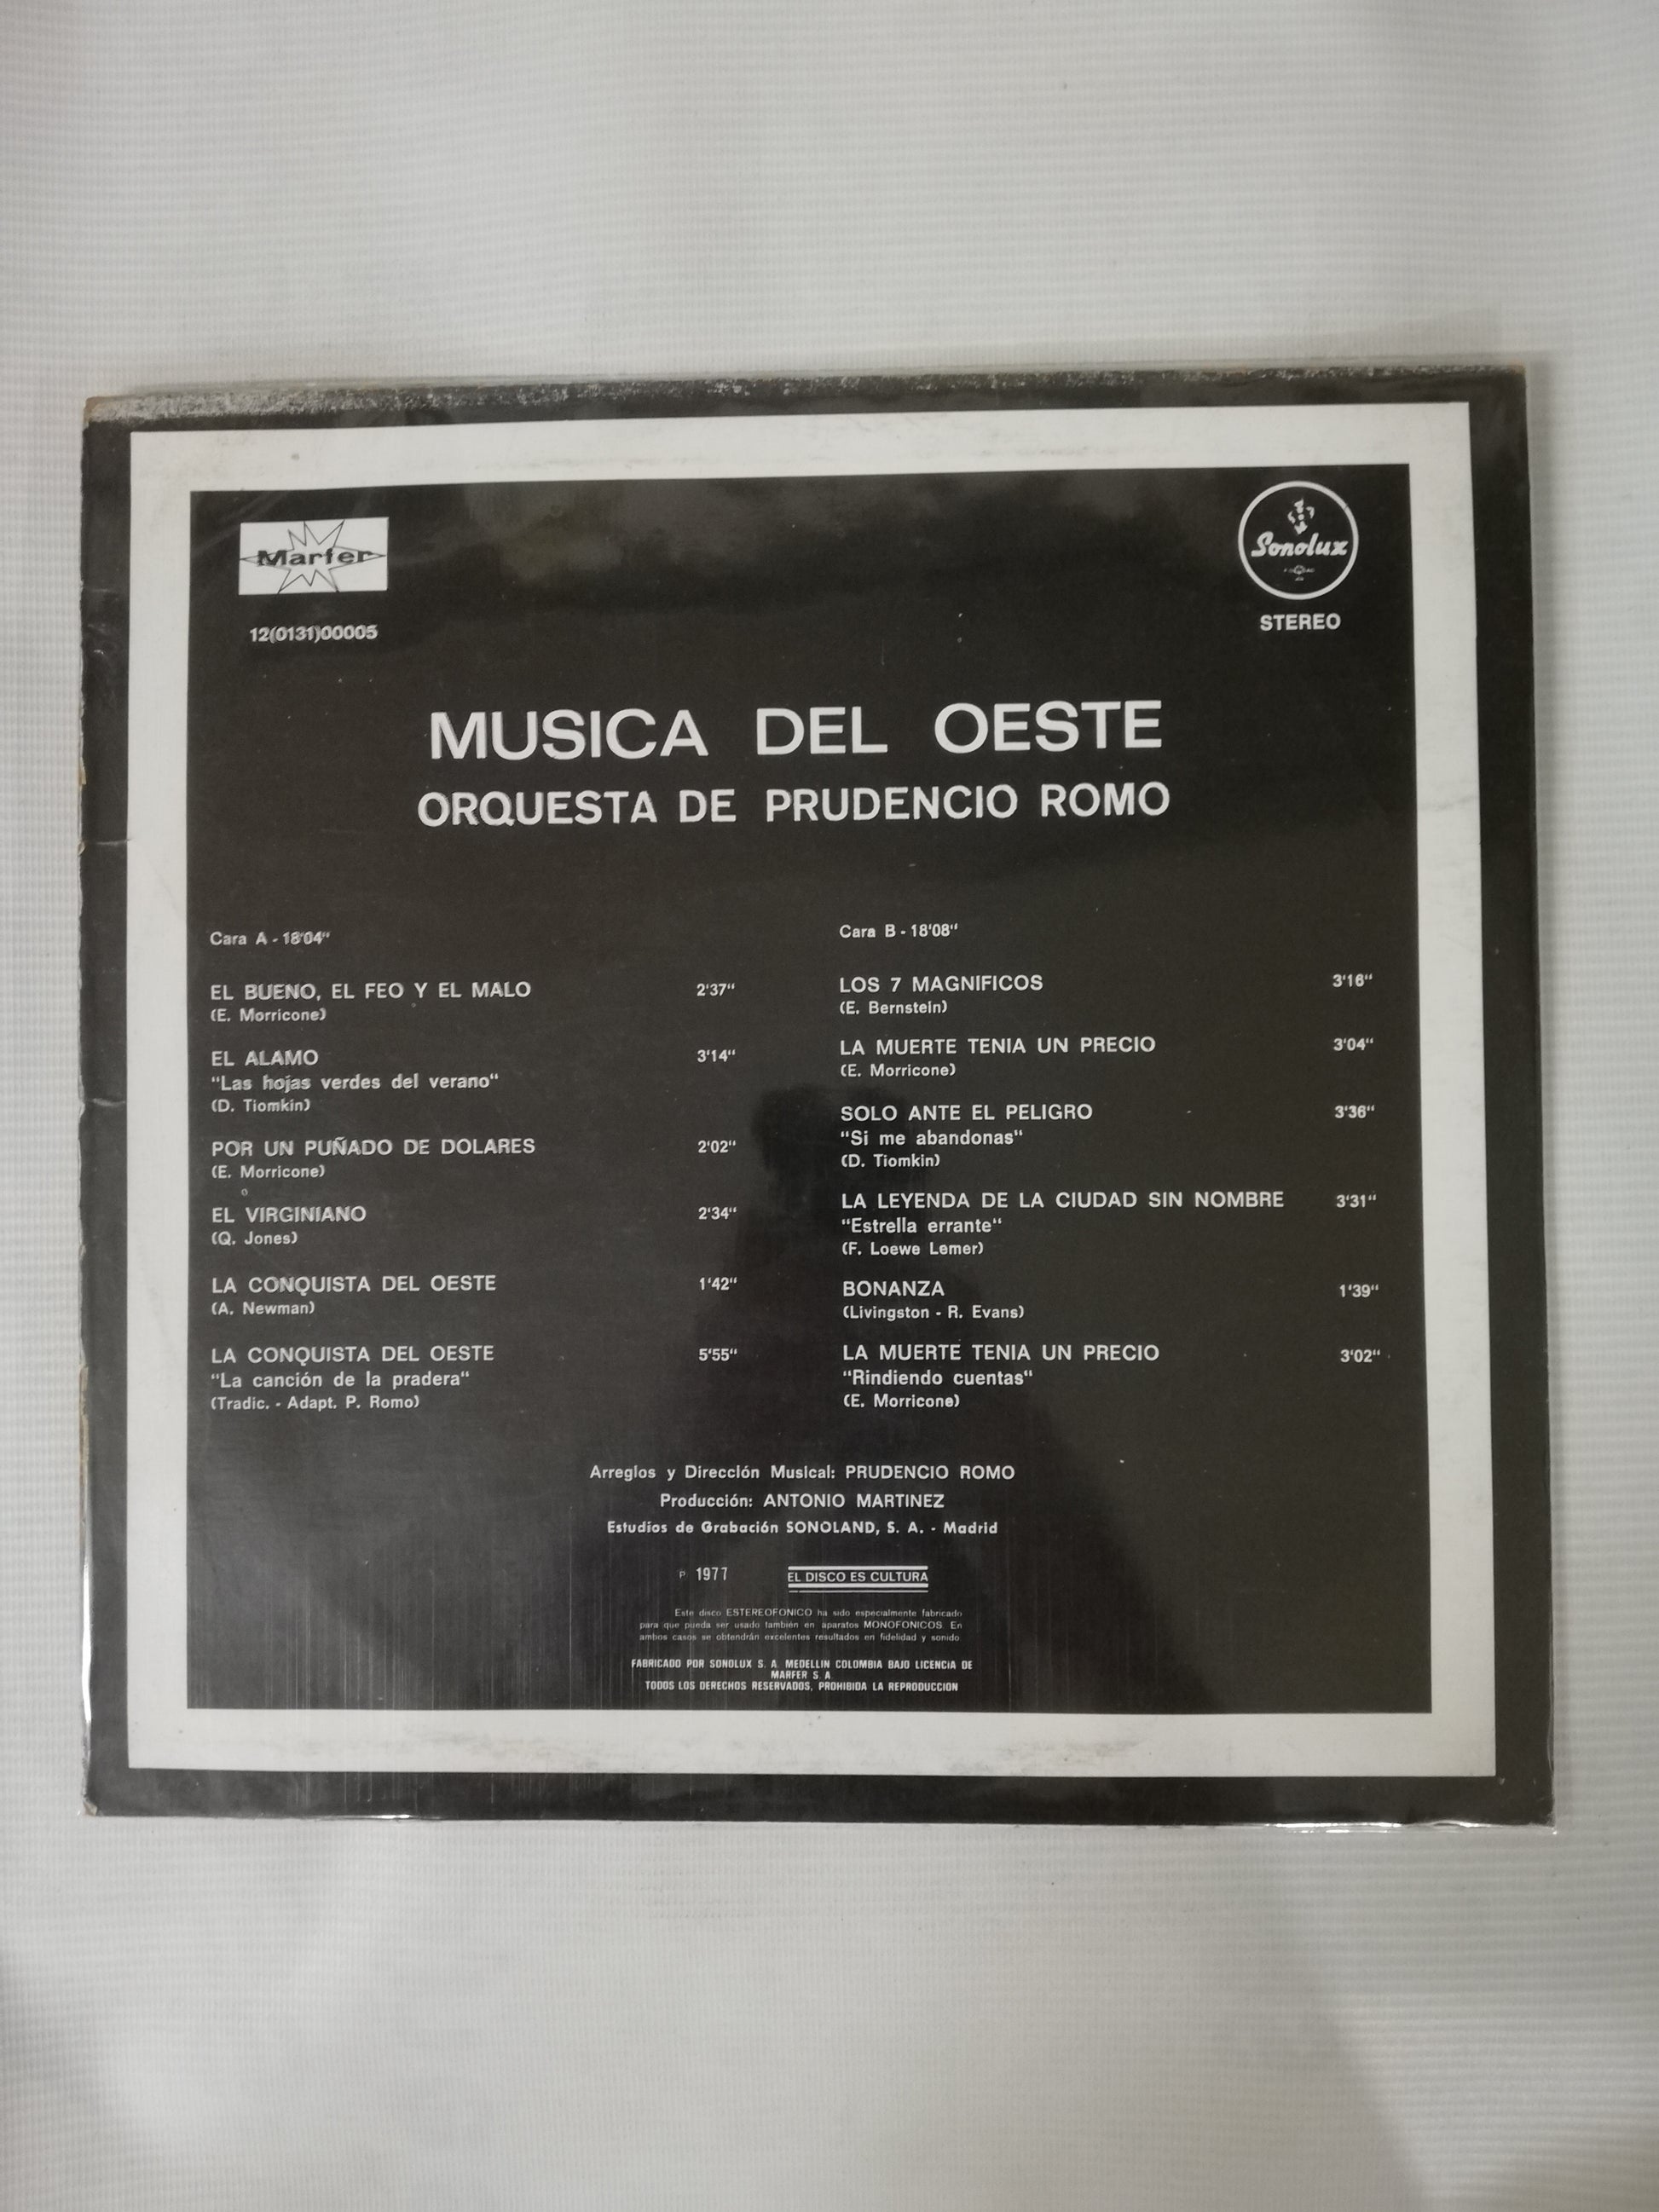 Marfer
Sonolux
12(0131)00005
STEREO
MUSICA DEL OESTE
ORQUESTA DE PRUDENCIO ROMO
Cara A - 18'04"
EL BUENO, EL FEO Y EL MALO 2'37"
(E. Morricone)
EL ALAMO 3'14"
"Las hojas verdes del verano"
(D. Tiomkin)
POR UN PUÑADO DE DOLARES 2'02"
(E. Morricone)
EL VIRGINIANO 2'34"
(Q. Jones)
LA CONQUISTA DEL OESTE 1'42"
(A. Newman)
LA CONQUISTA DEL OESTE 5'55"
"La canción de la pradera"
(Tradic. - Adapt. P. Romo)
Cara B - 18'08"
LOS 7 MAGNIFICOS 3'16"
(E. Bernstein)
LA MUERTE TENIA UN PRECIO 3'04"
(E. Morricone)
SOLO ANTE EL PELIGRO 3'36"
"Si me abandonas"
(D. Tiomkin)
LA LEYENDA DE LA CIUDAD SIN NOMBRE 3'31"
"Estrella errante"
(F. Loewe Lerner)
BONANZA 1'39"
(Livingston - R. Evans)
LA MUERTE TENIA UN PRECIO 3'02"
"Rindiendo cuentas"
(E. Morricone)
Arreglos y Dirección Musical: PRUDENCIO ROMO
Producción: ANTONIO MARTINEZ
Estudios de Grabación SONOLAND, S. A. - Madrid
P 1977 EL DISCO ES CULTURA
Este disco ESTEREOFONICO ha sido especialmente fabricado
para que pueda ser usado también en aparatos MONOFONICOS. En
ambos casos se obtendrán excelentes resultados en fidelidad y sonido.
FABRICADO POR SONOLUX S. A. MEDELLIN COLOMBIA BAJO LICENCIA DE
MARFER S. A.
TODOS LOS DERECHOS RESERVADOS, PROHIBIDA LA REPRODUCCION